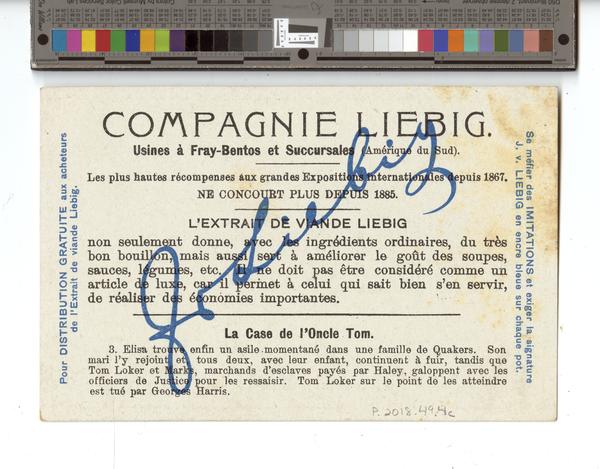 COMPAGNIE LIEBIG.
Usines à Fray-Bentos et Succursales (Amérique du Sud).
Les plus hautes récompenses aux grandes Expositions internationales depuis 1867.
NE CONCOURT PLUS DEPUIS 1885.
L'EXTRAIT DE VIANDE LIEBIG
non seulement donne, avec les ingrédients ordinaires, du très
bon bouillon, mais aussi sert à améliorer le goût des soupes,
sauces, légumes, etc. Il ne doit pas être considéré comme un
article de luxe, car il permet à celui qui sait bien s'en servir,
de réaliser des économies importantes.
La Case de l'Oncle Tom.
3. Elisa trouve enfin un asile momentané dans une famille de Quakers. Son
mari l'y rejoint et tous deux, avec leur enfant, continuent à fuir, tandis que
Tom Loker et Marks, marchands d'esclaves payés par Haley, galoppent avec les
officiers de Justice pour les ressaisir. Tom Loker sur le point de les atteindre
est tué par Georges Harris.
Pour DISTRIBUTION GRATUITE aux acheteurs
de l'Extrait de viande Liebig.
Se méfier des IMITATIONS et exiger la signature
J. v. LIEBIG en encre bleue sur chaque pot.
J v Liebig
P.2018.49.4c